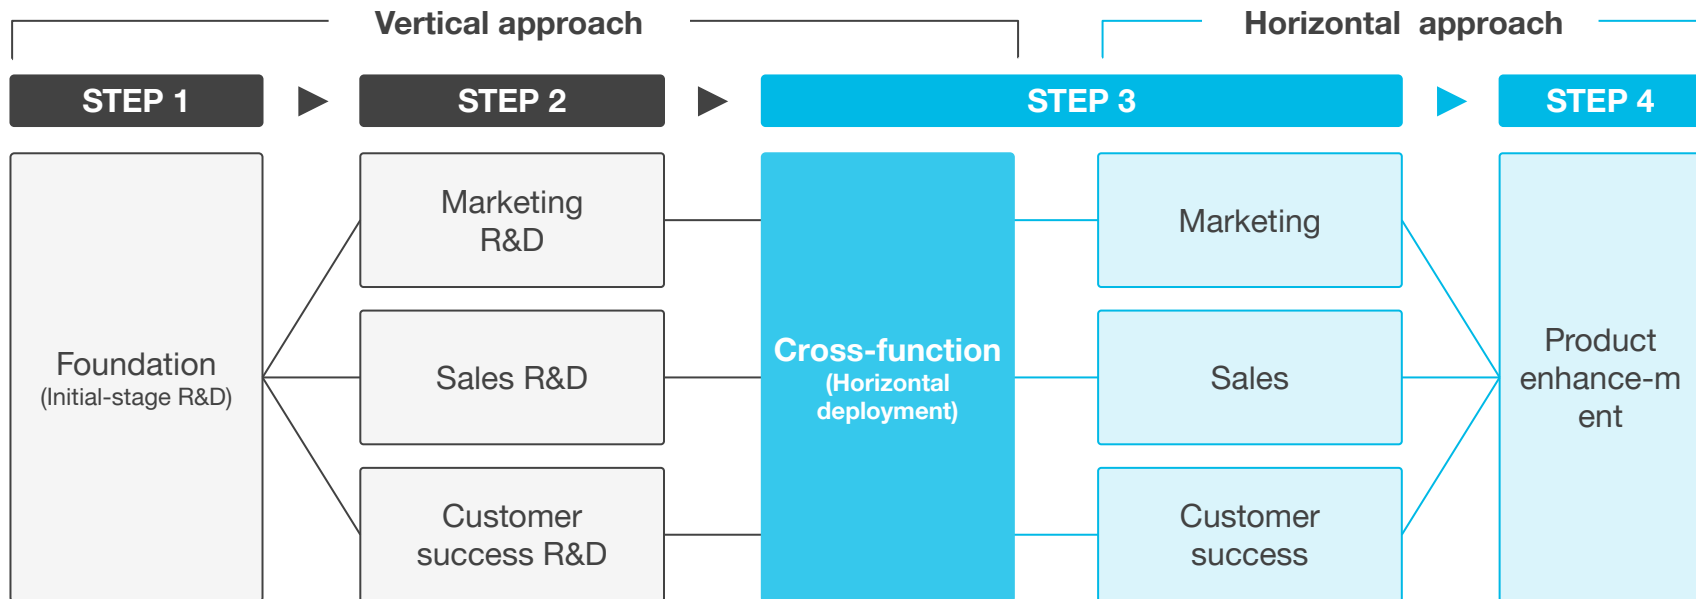 Vertical approach
Horizontal approach
STEP 1
STEP 2
STEP 3
STEP 4
Foundation
(Initial-stage R&D)
Marketing
R&D
Sales R&D
Customer
success R&D
Cross-function
(Horizontal
deployment)
Marketing
Sales
Customer
success
Product
enhance-m
ent